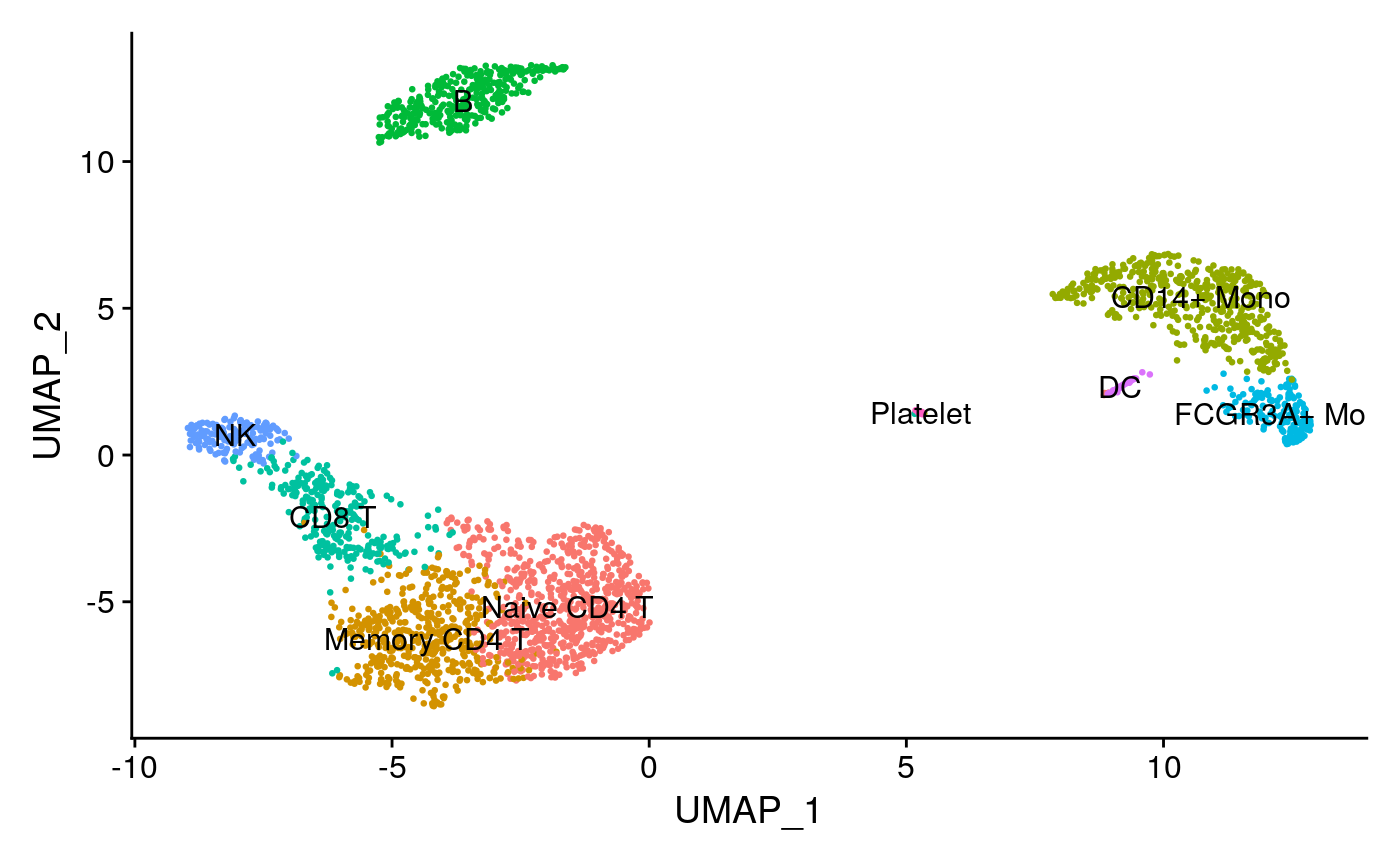 B
10
CD14+ Mono
5
DC
Platelet
FCGR3A+ Mo
NK
0
CD8 T
Naive CD4 T
-5
Memory CD4 T
UMAP_2
-10
-5
0
5
10
UMAP_1